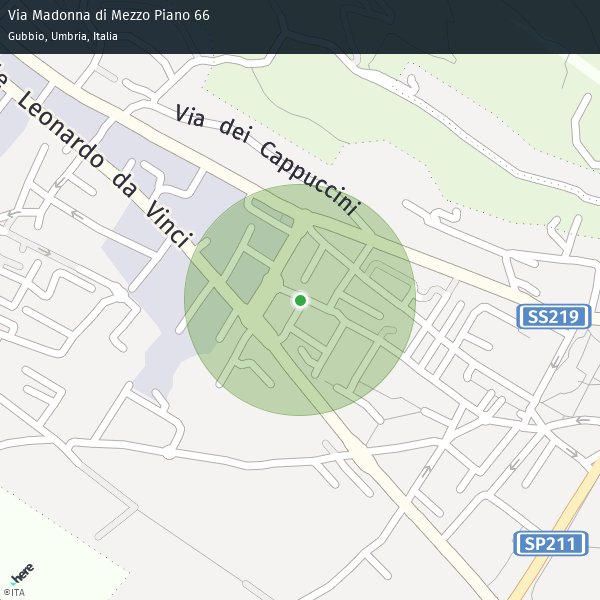 Via Madonna di Mezzo Piano 66
Gubbio, Umbria, Italia
Leonardo da Vinci
Via dei Cappuccini
SS219
SP211
here
©ITA